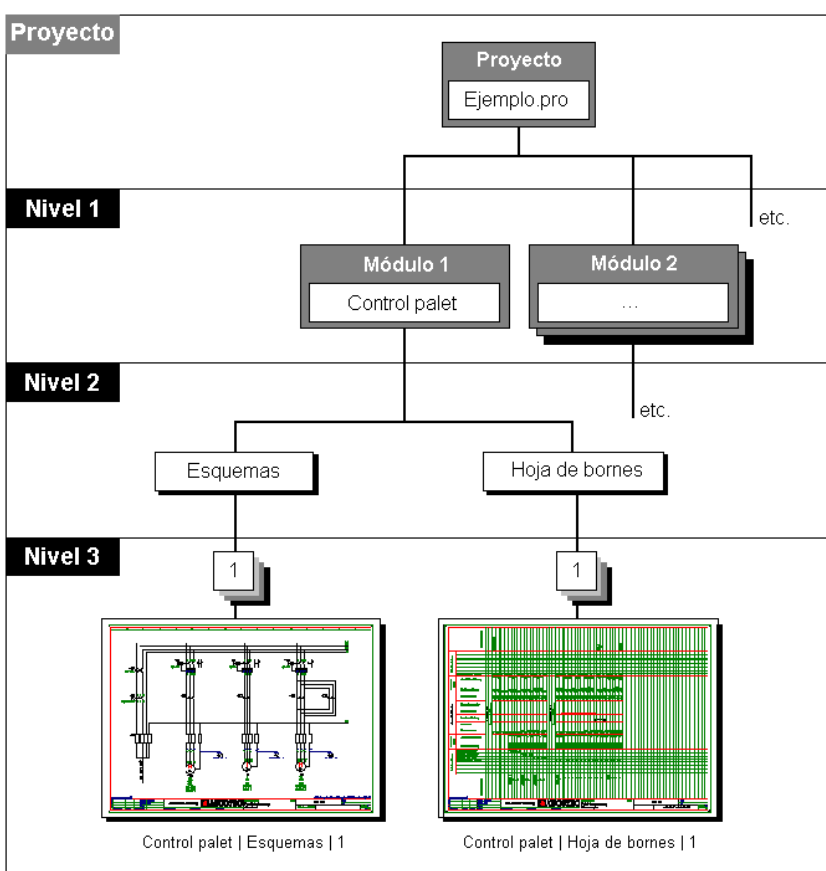 Proyecto
Proyecto
Ejemplo.pro
Nivel 1
etc.
Módulo 1
Módulo 2
Control palet
...
Nivel 2
etc.
Esquemas
Hoja de bornes
Nivel 3
1
1
Control palet | Esquemas | 1
Control palet | Hoja de bornes | 1